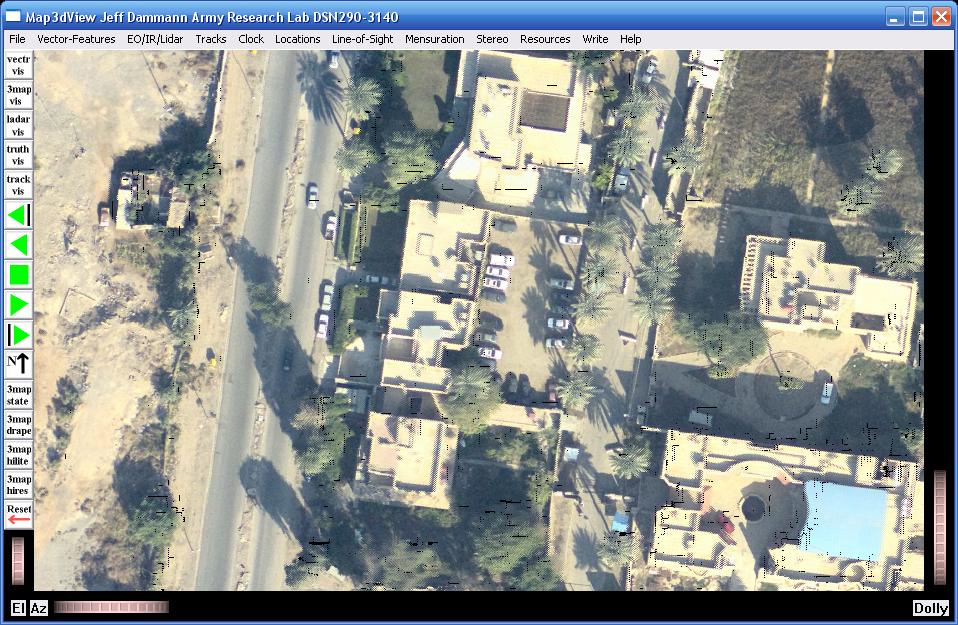 Map3dView Jeff Dammann Army Research Lab DSN290-3140
File Vector-Features EO/IR/Lidar Tracks Clock Locations Line-of-Sight Mensuration Stereo Resources Write Help
vectr
vis
3map
vis
ladar
vis
truth
vis
track
vis
N
3map
state
3map
drape
3map
hilite
3map
hires
Reset
El Az
Dolly